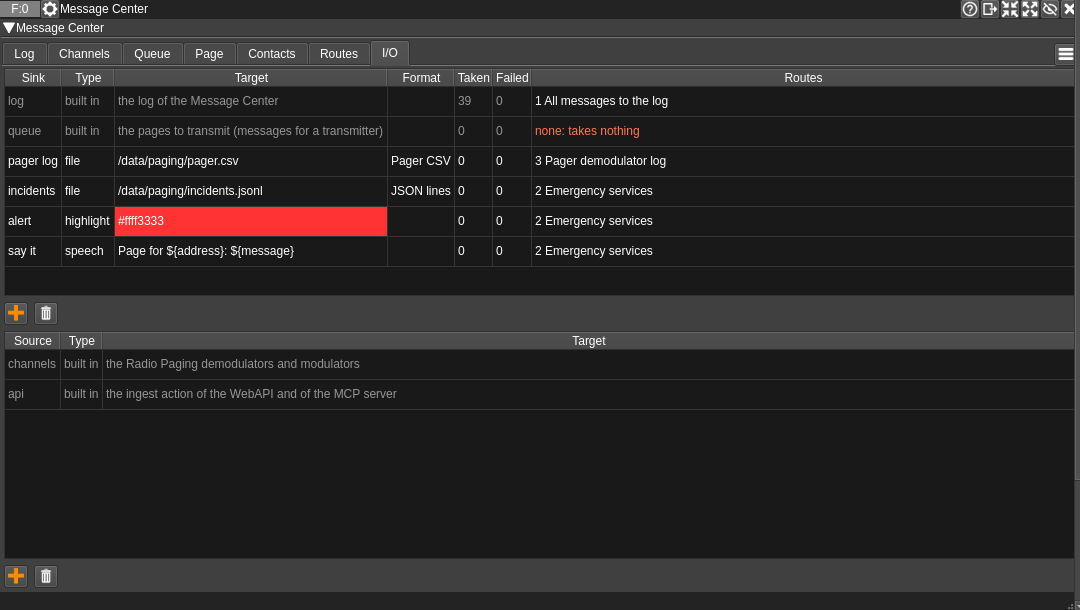 F:0 Message Center
Message Center
Log Channels Queue Page Contacts Routes I/O
Sink Type Target Format Taken Failed Routes
log built in the log of the Message Center 39 0 1 All messages to the log
queue built in the pages to transmit (messages for a transmitter) 0 0 none: takes nothing
pager log file /data/paging/pager.csv Pager CSV 0 0 3 Pager demodulator log
incidents file /data/paging/incidents.jsonl JSON lines 0 0 2 Emergency services
alert highlight #ffff3333 0 0 2 Emergency services
say it speech Page for ${address}: ${message} 0 0 2 Emergency services
Source Type Target
channels built in the Radio Paging demodulators and modulators
api built in the ingest action of the WebAPI and of the MCP server